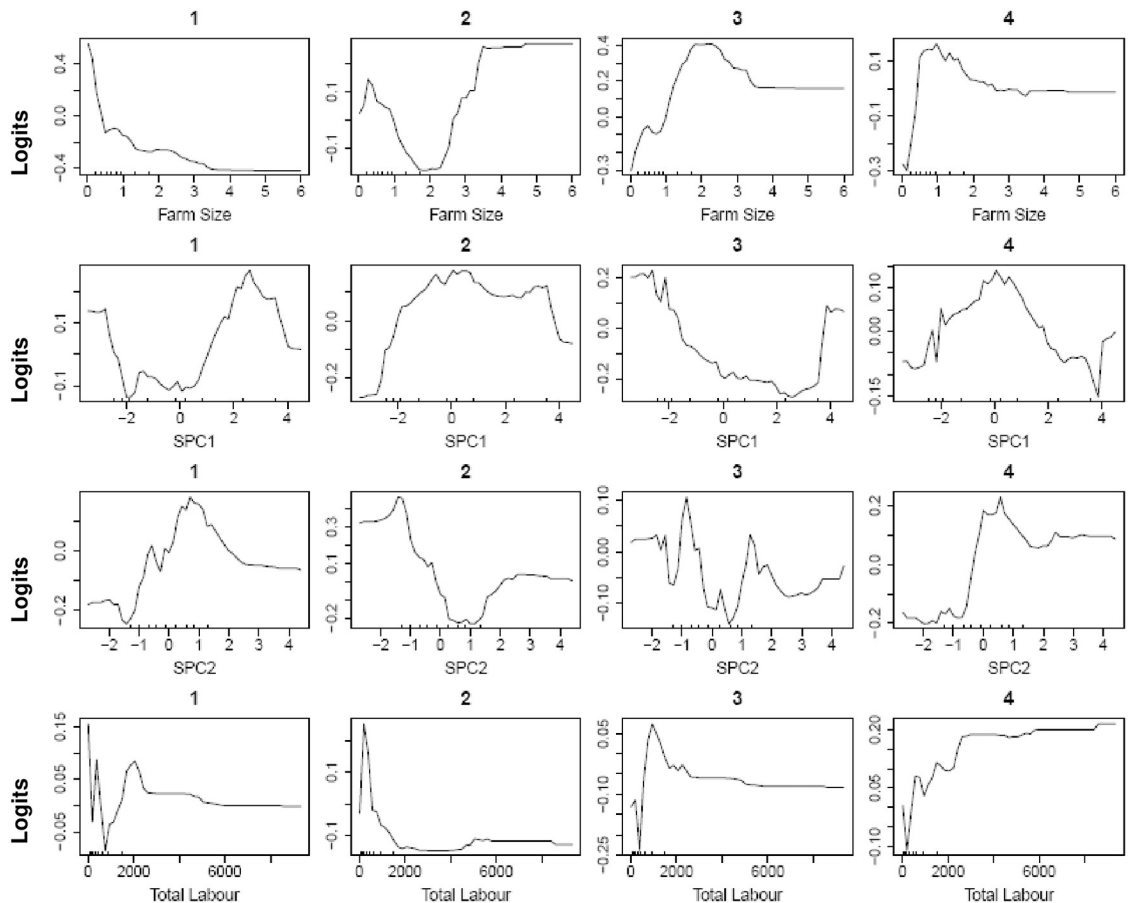 1 2 3 4
Logits 0.4 0.0 −0.4 0.1 −0.1 0.4 0.2 0.0 −0.3 0.1 −0.1 −0.3
0 1 2 3 4 5 6 0 1 2 3 4 5 6 0 1 2 3 4 5 6 0 1 2 3 4 5 6
Farm Size Farm Size Farm Size Farm Size
1 2 3 4
Logits 0.1 −0.1 0.0 −0.2 0.2 0.0 −0.2 0.10 0.00 −0.15
−2 0 2 4 −2 0 2 4 −2 0 2 4 −2 0 2 4
SPC1 SPC1 SPC1 SPC1
1 2 3 4
Logits 0.0 −0.2 0.3 0.1 −0.2 0.10 0.00 −0.10 0.2 0.0 −0.2
−2 −1 0 1 2 3 4 −2 −1 0 1 2 3 4 −2 −1 0 1 2 3 4 −2 −1 0 1 2 3 4
SPC2 SPC2 SPC2 SPC2
1 2 3 4
Logits 0.15 0.05 −0.05 0.1 −0.1 0.05 −0.10 −0.25 0.20 0.05 −0.10
0 2000 6000 0 2000 6000 0 2000 6000 0 2000 6000
Total Labour Total Labour Total Labour Total Labour